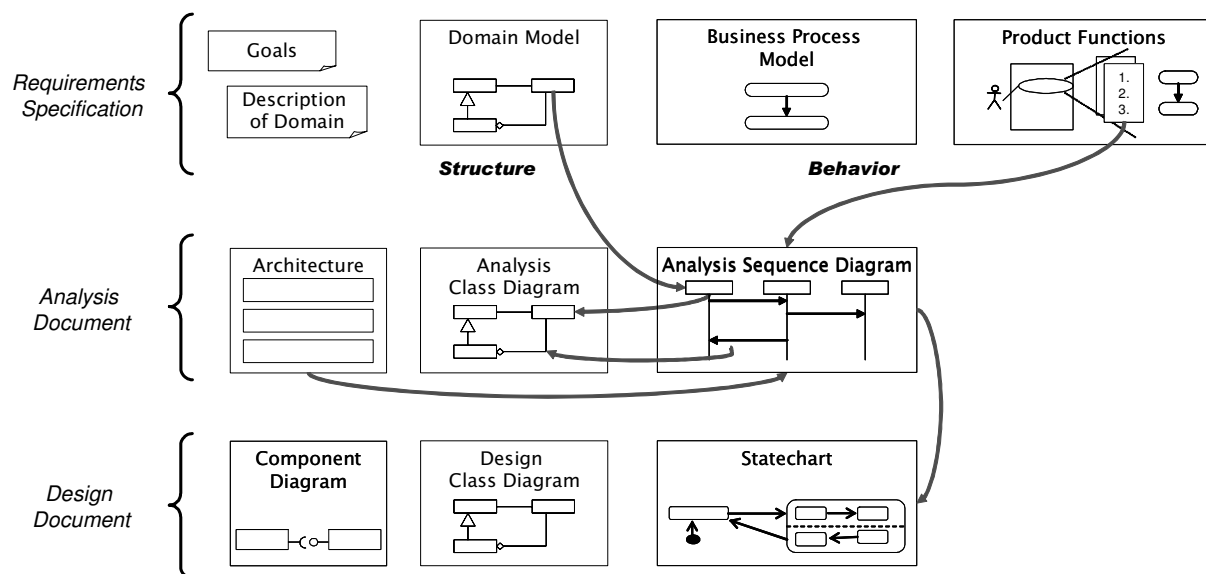 Requirements
Specification
Goals
Description
of Domain
Domain Model
Business Process
Model
Product Functions
1.
2.
3.
Structure
Behavior
Analysis
Document
Architecture
Analysis
Class Diagram
Analysis Sequence Diagram
Design
Document
Component
Diagram
Design
Class Diagram
Statechart